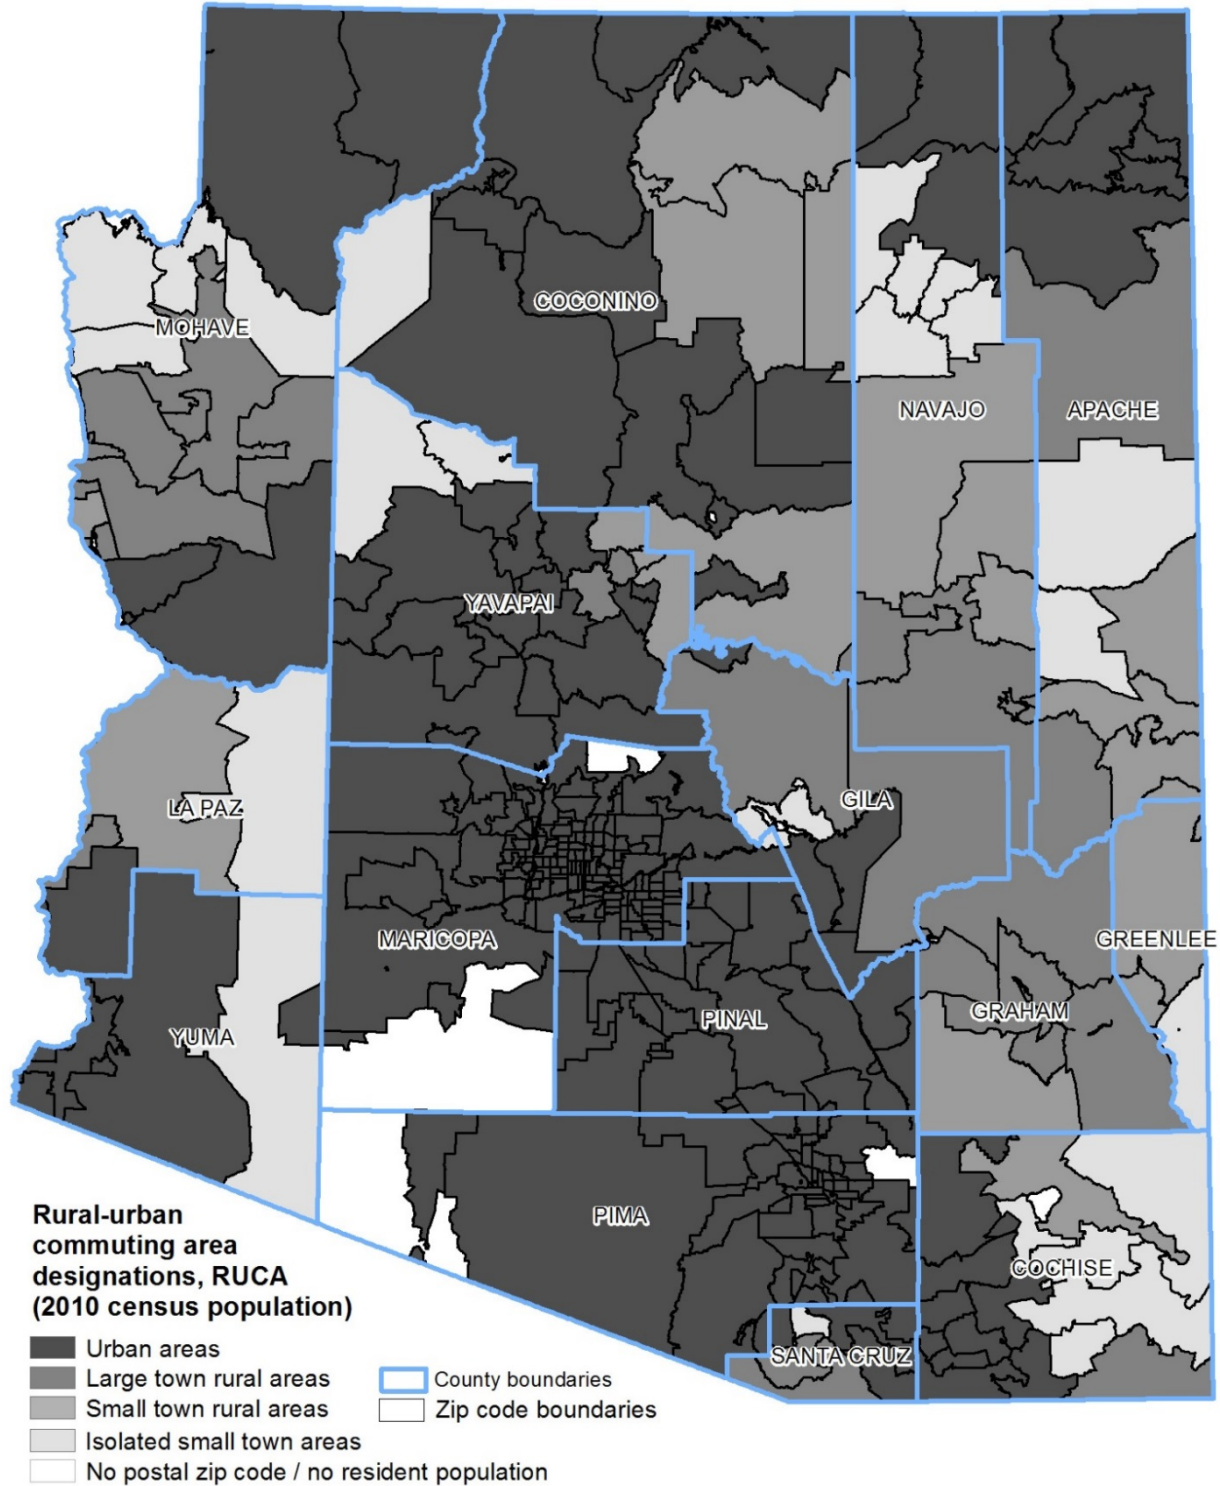 COCONINO
MOHAVE
NAVAJO
APACHE
YAVAPAI
LA PAZ
GILA
MARICOPA
GREENLEE
GRAHAM
PINAL
YUMA
PIMA
COCHISE
SANTA CRUZ
Rural-urban
commuting area
designations, RUCA
(2010 census population)
Urban areas
Large town rural areas
Small town rural areas
Isolated small town areas
No postal zip code / no resident population
County boundaries
Zip code boundaries